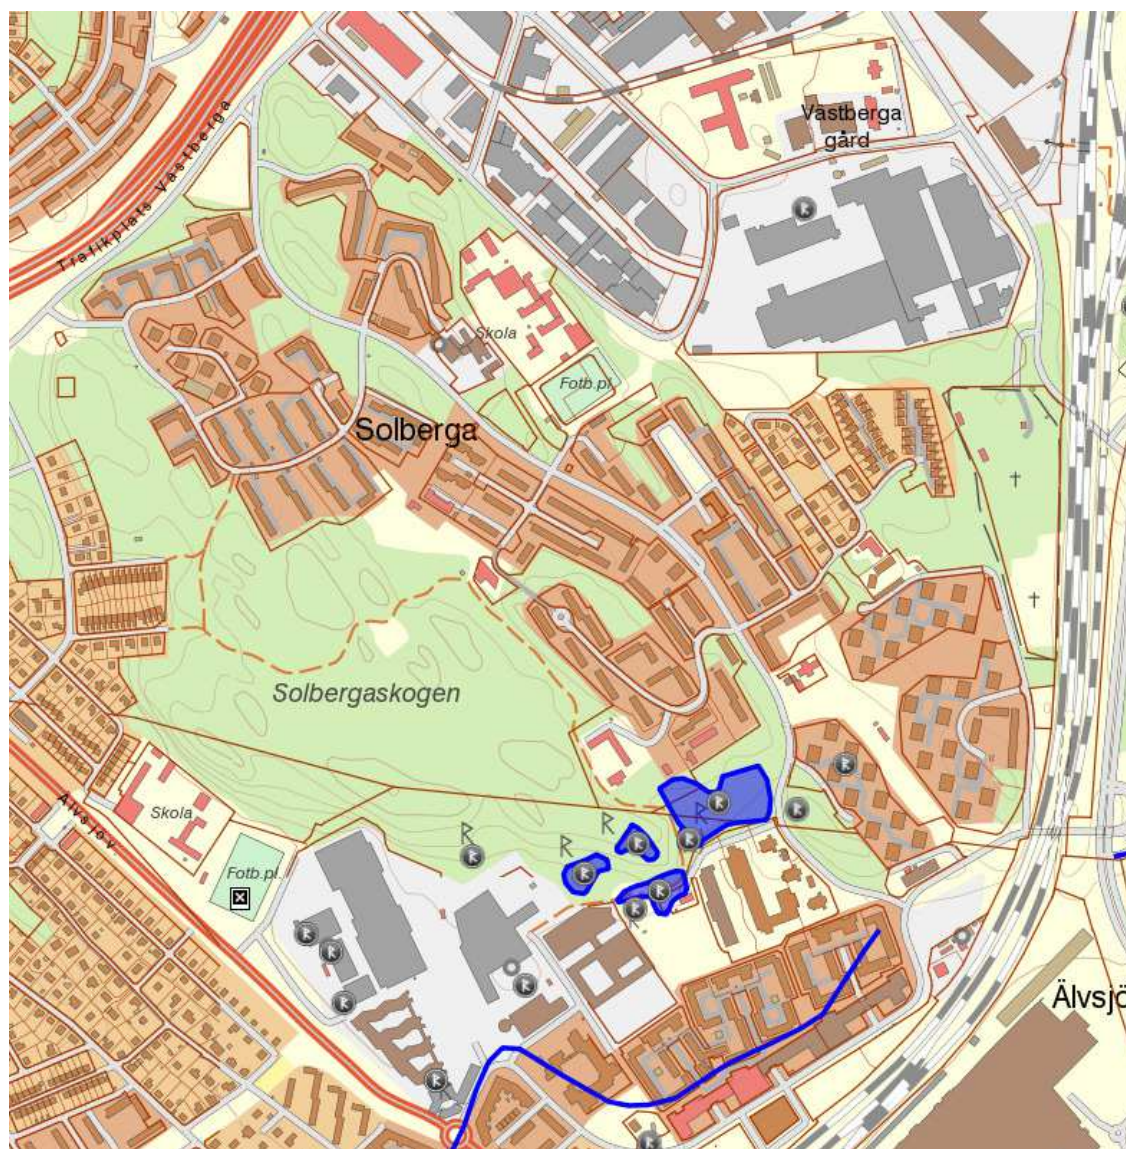 Västberga
gård
Trafikplats Västberga
Skola
Fotb.pl.
Solberga
Solbergaskogen
Skola
Älvsjöv.
Fotb.pl.
Älvsjö